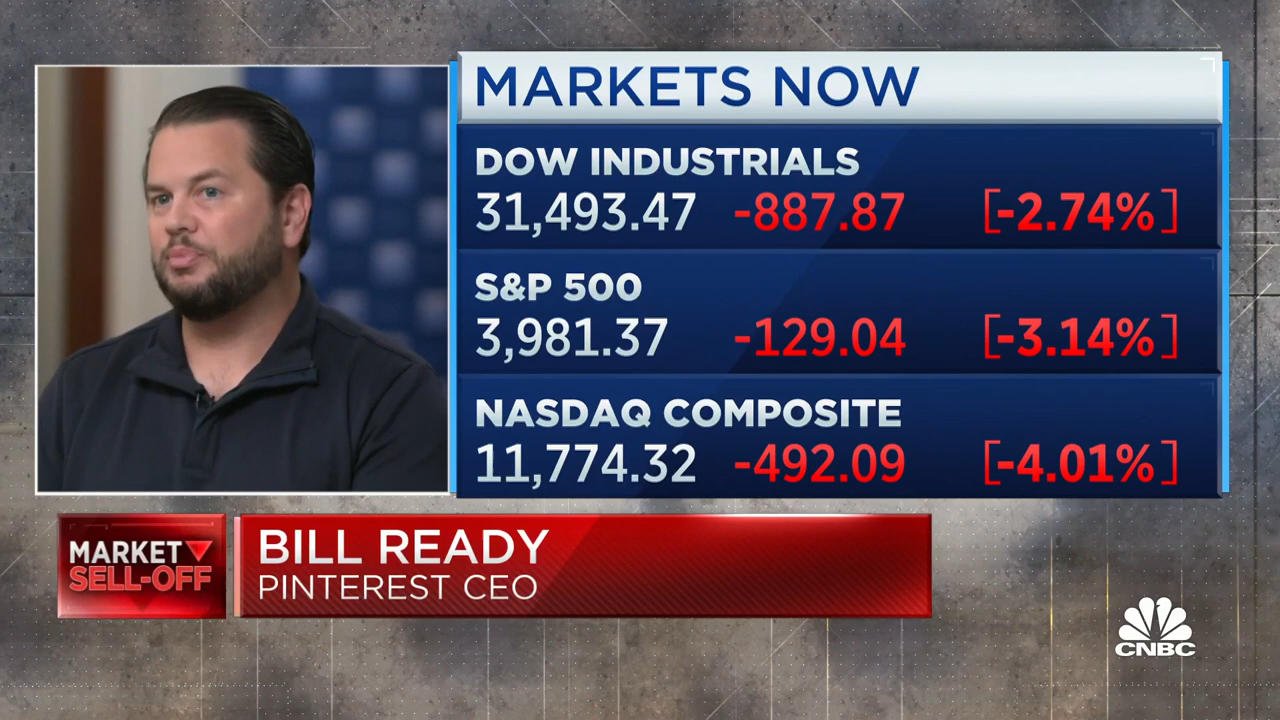 MARKETS NOW
DOW INDUSTRIALS
31,493.47 -887.87 [-2.74%]
S&P 500
3,981.37 -129.04 [-3.14%]
NASDAQ COMPOSITE
11,774.32 -492.09 [-4.01%]
MARKET
SELL-OFF
BILL READY
PINTEREST CEO
CNBC